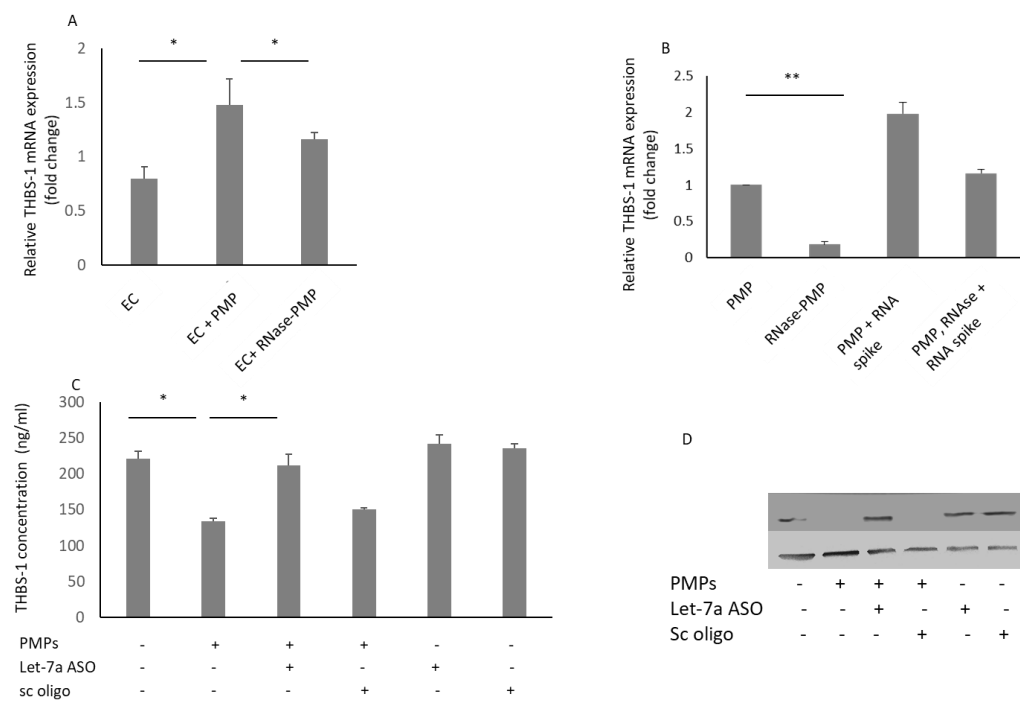 A
Relative THBS-1 mRNA expression
(fold change)
2
1.5
1
0.5
0
*
*
EC
EC + PMP
EC+ RNase-PMP
B
Relative THBS-1 mRNA expression
(fold change)
2.5
2
1.5
1
0.5
0
**
PMP
RNase-PMP
PMP + RNA
spike
PMP, RNAse +
RNA spike
C
THBS-1 concentration (ng/ml)
300
250
200
150
100
50
0
*
*
PMPs - + + + - -
Let-7a ASO - - + - + -
sc oligo - - - + - +
D
PMPs - + + + - -
Let-7a ASO - - + - + -
Sc oligo - - - + - +